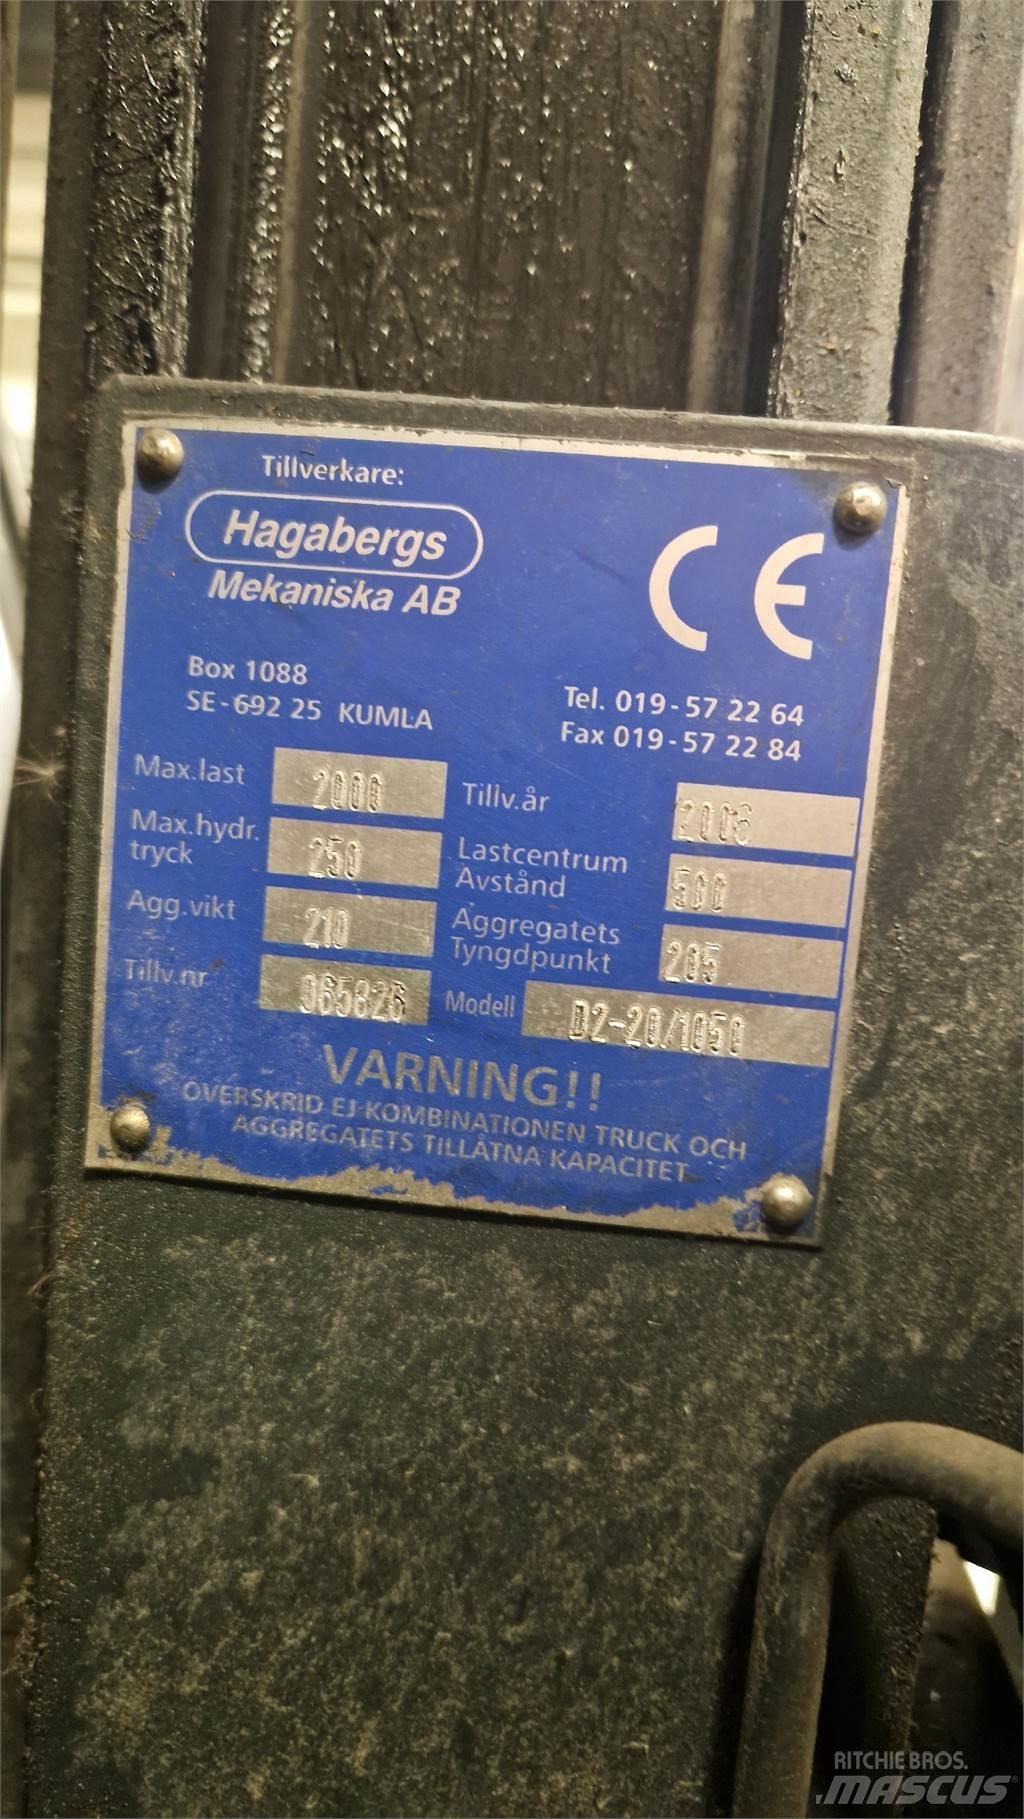 Tillverkare:
Hagabergs
Mekaniska AB
CE
Box 1088
SE-692 25 KUMLA
Tel. 019-57 22 64
Fax 019-57 22 84
Max.last 2000
Tillv.år 2006
Max.hydr.
tryck 250
Lastcentrum
Avstånd 500
Agg.vikt 210
Aggregatets
Tyngdpunkt 205
Tillv.nr 065826
Modell D2-20/1050
VARNING!!
OVERSKRID EJ KOMBINATIONEN TRUCK OCH
AGGREGATETS TILLÅTNA KAPACITET
RITCHIE BROS.
MASCUS